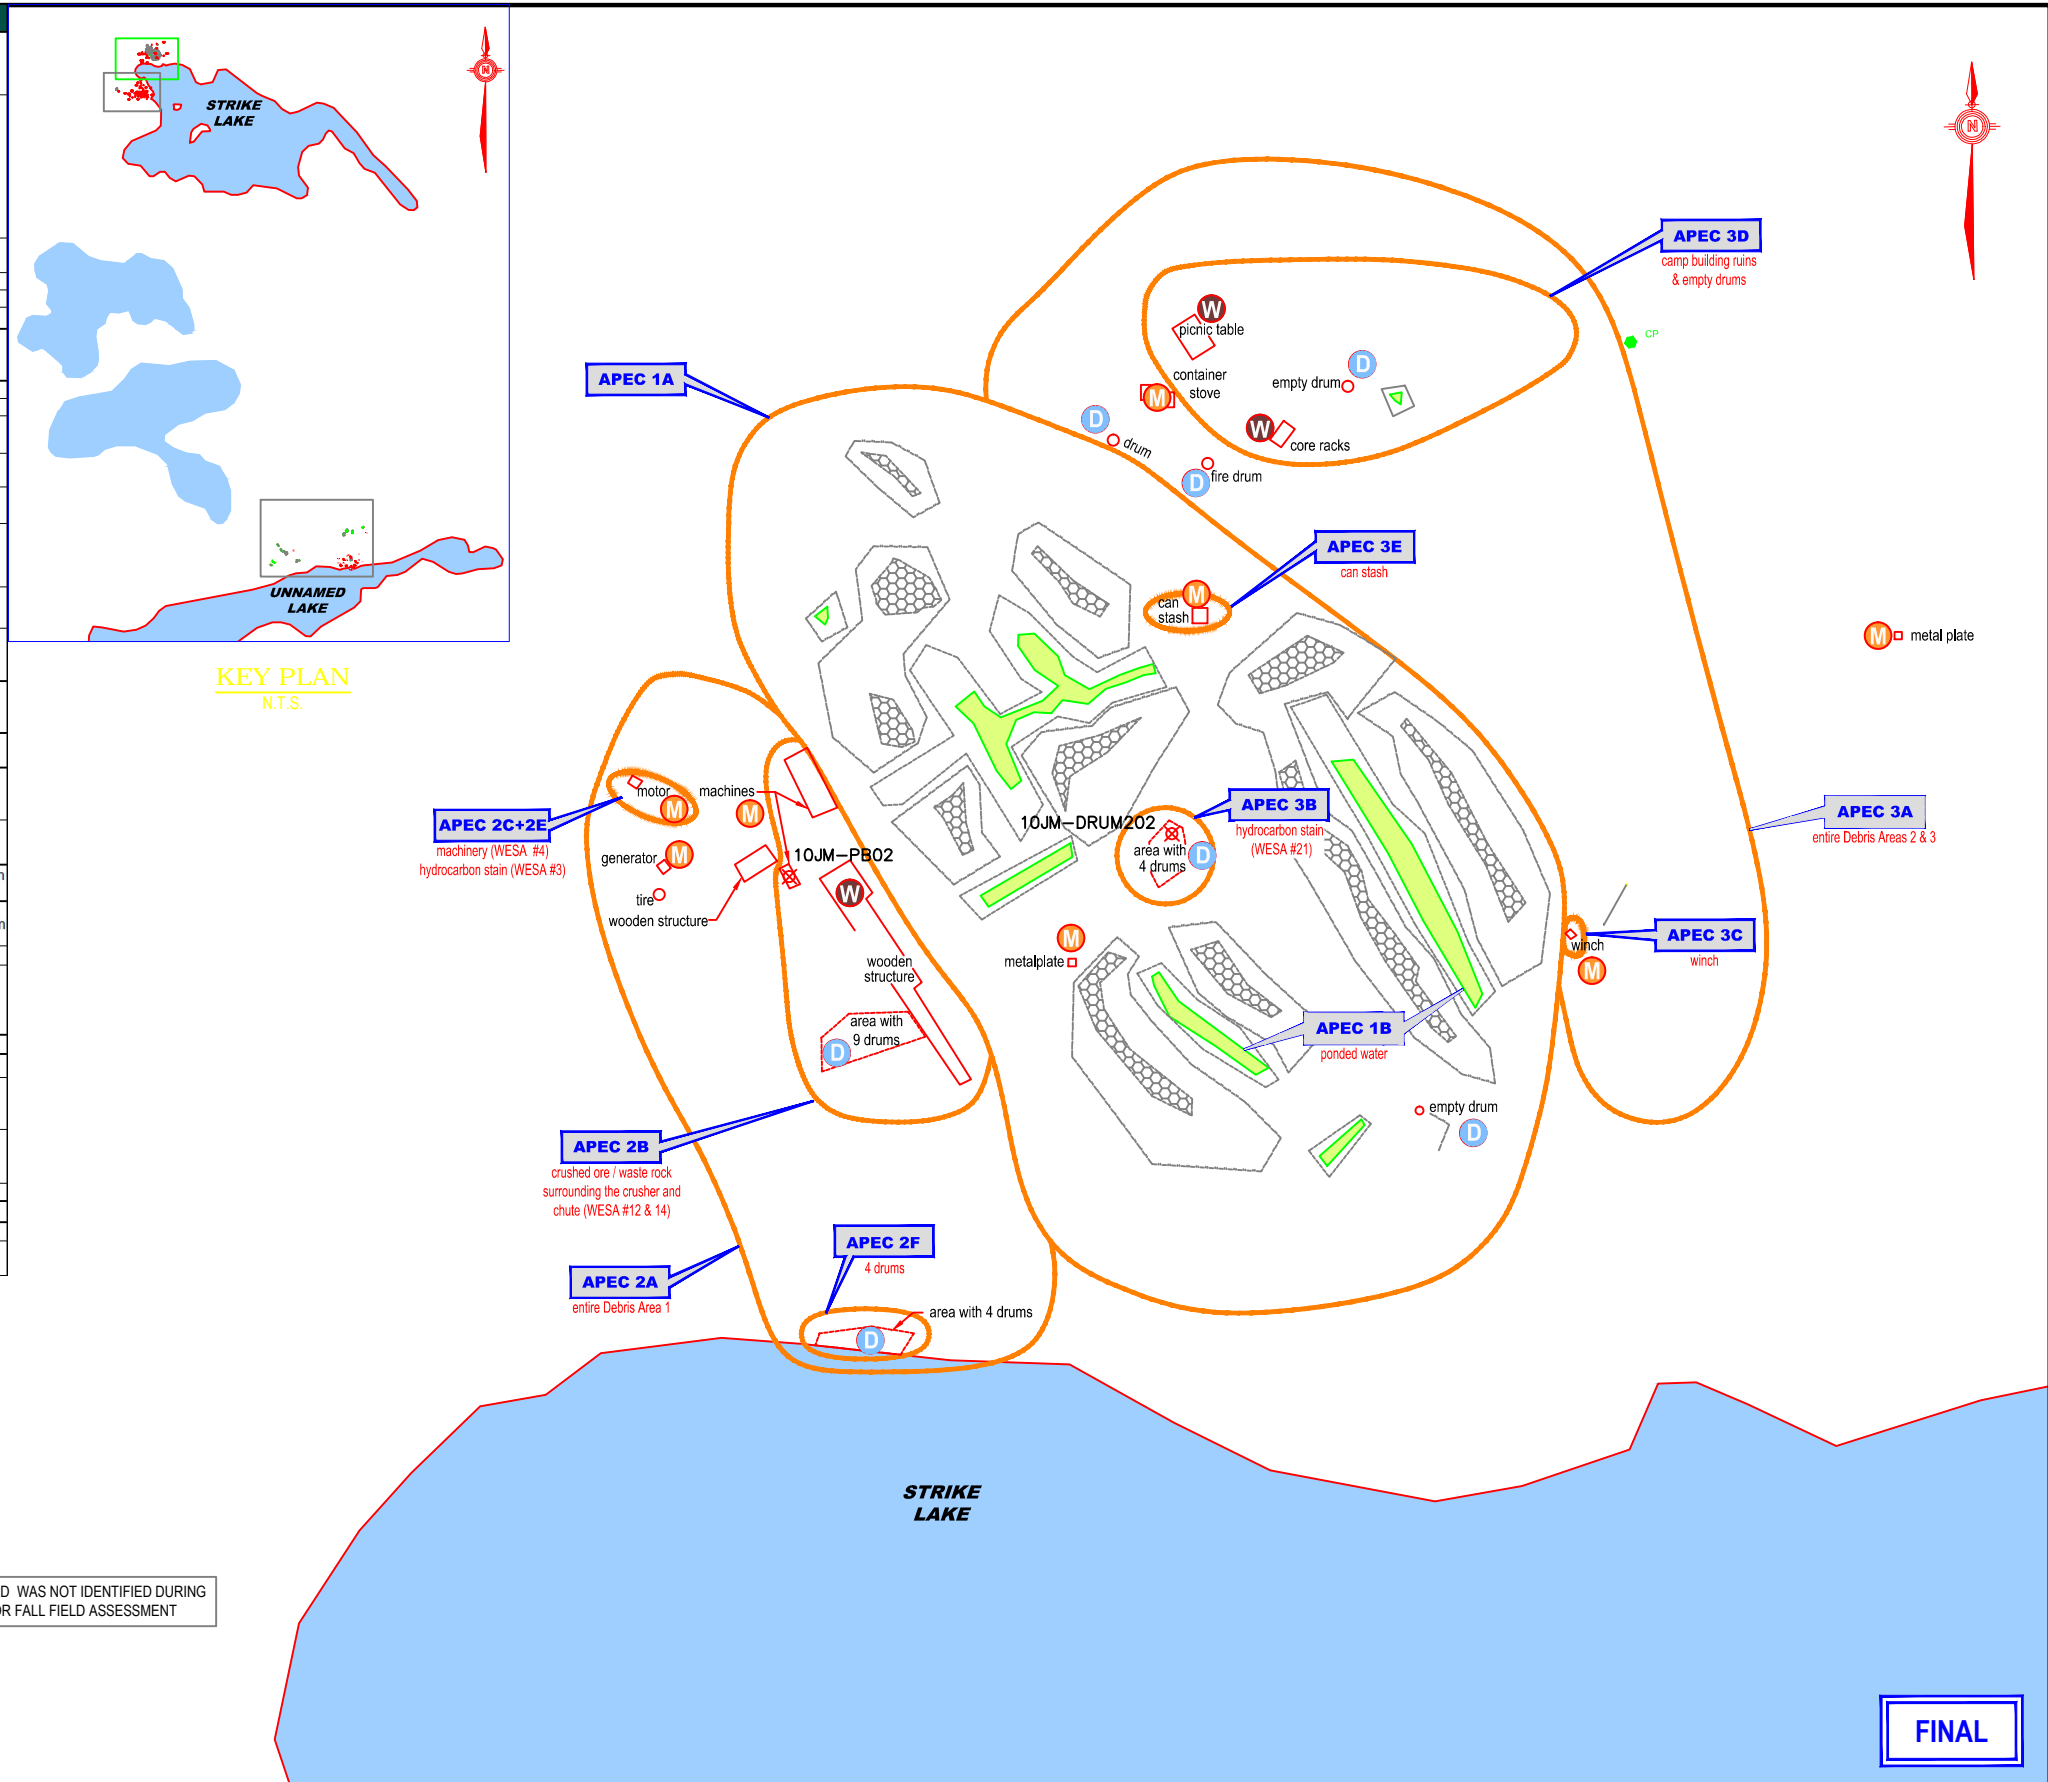 N
STRIKE
LAKE
UNNAMED
LAKE
KEY PLAN
N.T.S.
N
APEC 3D
camp building ruins
& empty drums
CP
W
picnic table
D
container
stove
empty drum
M
D
drum
W
core racks
fire drum
D
APEC 1A
APEC 3E
can stash
M
can
stash
M
metal plate
motor
M
machines
M
APEC 2C+2E
machinery (WESA #4)
hydrocarbon stain (WESA #3)
generator
M
tire
wooden structure
10JM-PB02
W
wooden
structure
area with
9 drums
D
10JM-DRUM202
area with
4 drums
D
APEC 3B
hydrocarbon stain
(WESA #21)
APEC 3A
entire Debris Areas 2 & 3
M
metalplate
winch
M
APEC 3C
winch
APEC 1B
ponded water
empty drum
D
APEC 2B
crushed ore / waste rock
surrounding the crusher and
chute (WESA #12 & 14)
APEC 2F
4 drums
APEC 2A
entire Debris Area 1
area with 4 drums
D
STRIKE
LAKE
D WAS NOT IDENTIFIED DURING
OR FALL FIELD ASSESSMENT
FINAL